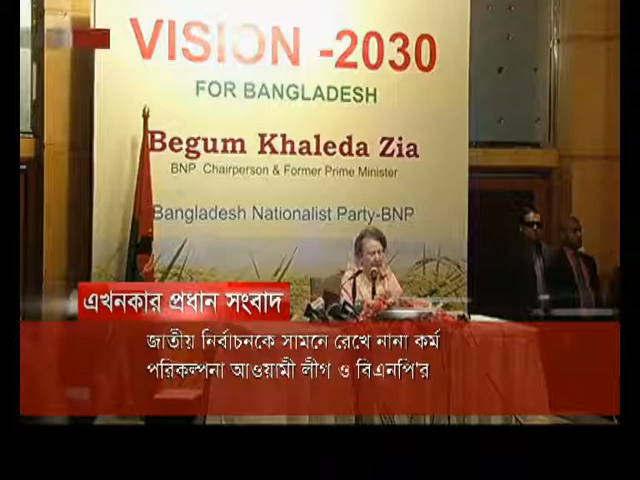 VISION -2030
FOR BANGLADESH
Begum Khaleda Zia
BNP Chairperson & Former Prime Minister
Bangladesh Nationalist Party-BNP
এখনকার প্রধান সংবাদ
জাতীয় নির্বাচনকে সামনে রেখে নানা কর্ম
পরিকল্পনা আওয়ামী লীগ ও বিএনপি'র